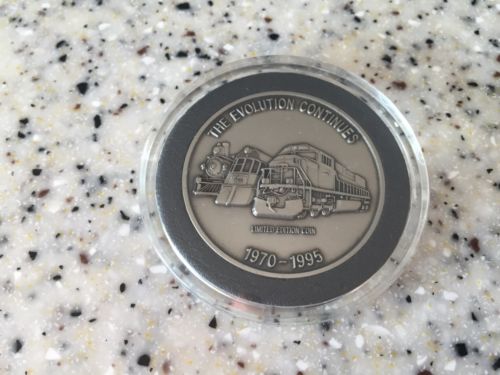 THE EVOLUTION CONTINUES
LIMITED EDITION COIN
1970-1995